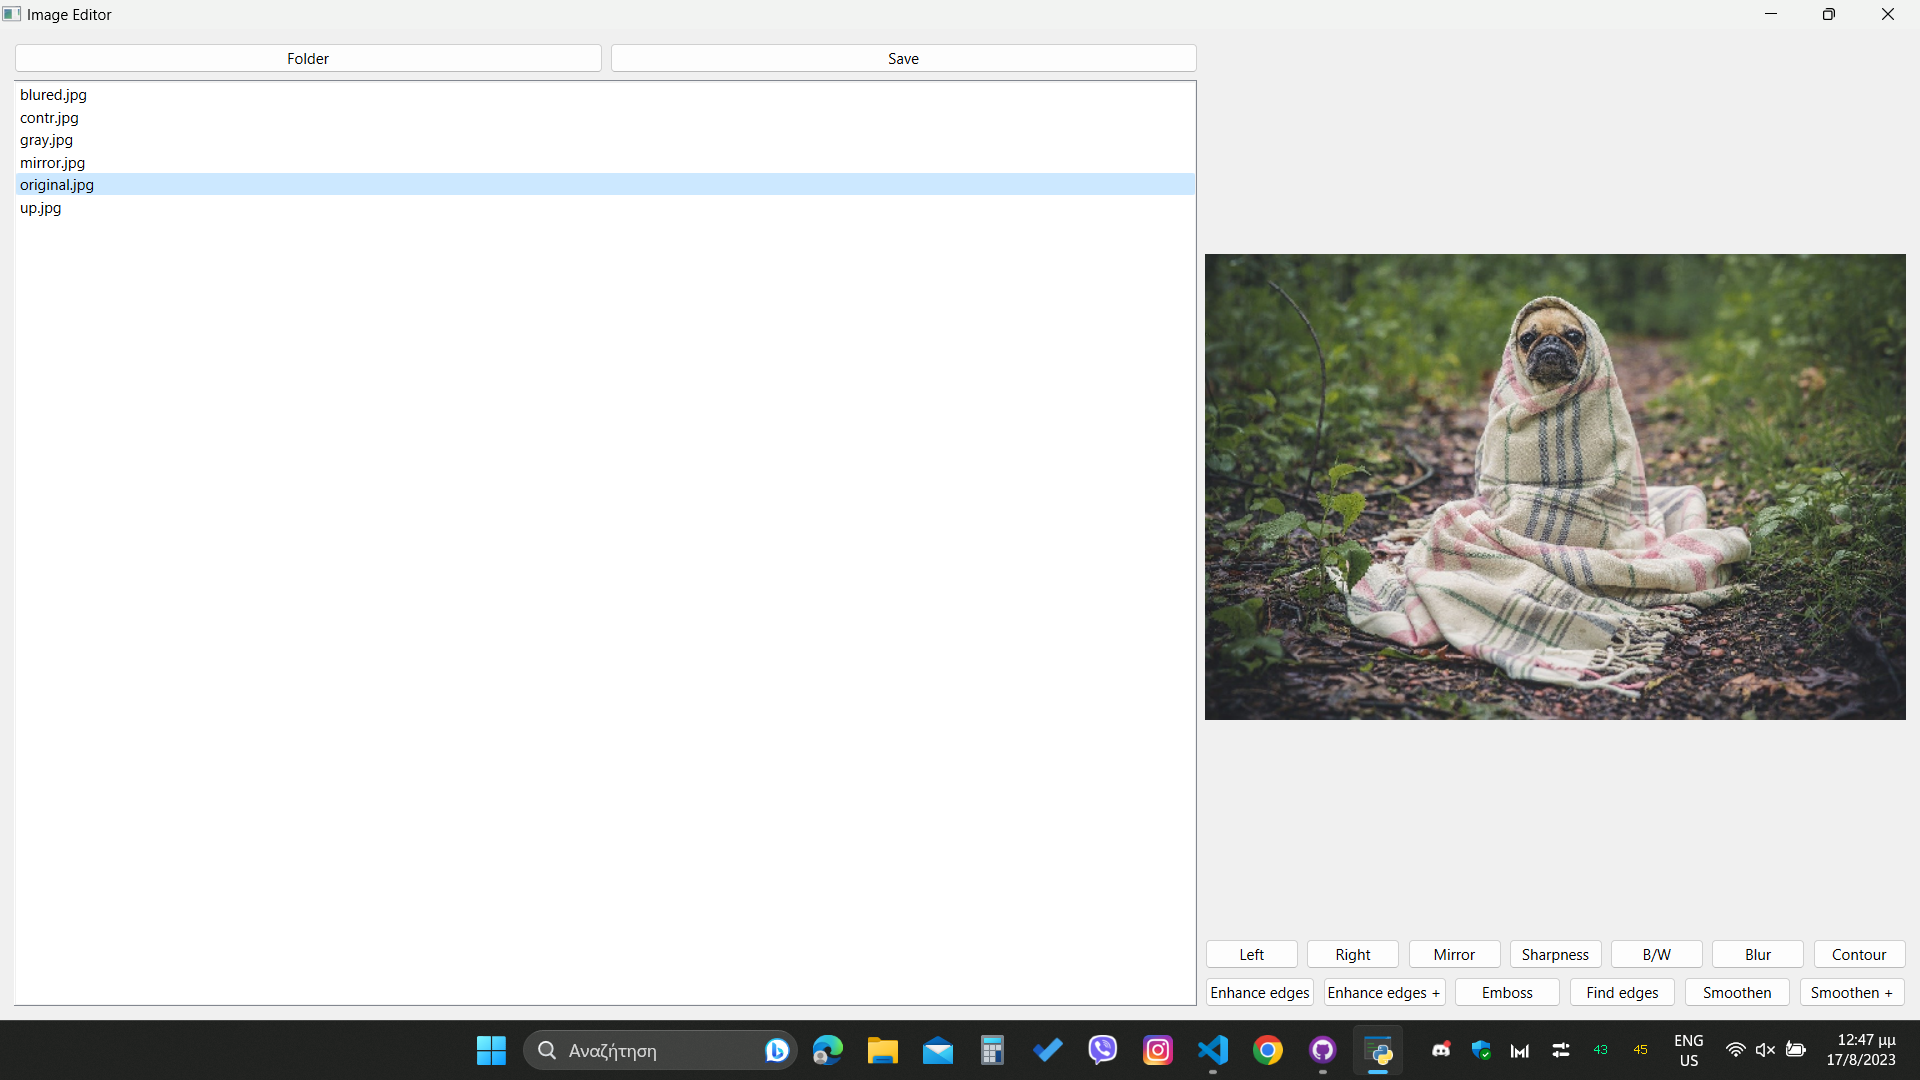 Image Editor
Folder
Save
blured.jpg
contr.jpg
gray.jpg
mirror.jpg
original.jpg
up.jpg
Left
Right
Mirror
Sharpness
B/W
Blur
Contour
Enhance edges
Enhance edges +
Emboss
Find edges
Smoothen
Smoothen +
Αναζήτηση
43
45
ENG
US
12:47 μμ
17/8/2023